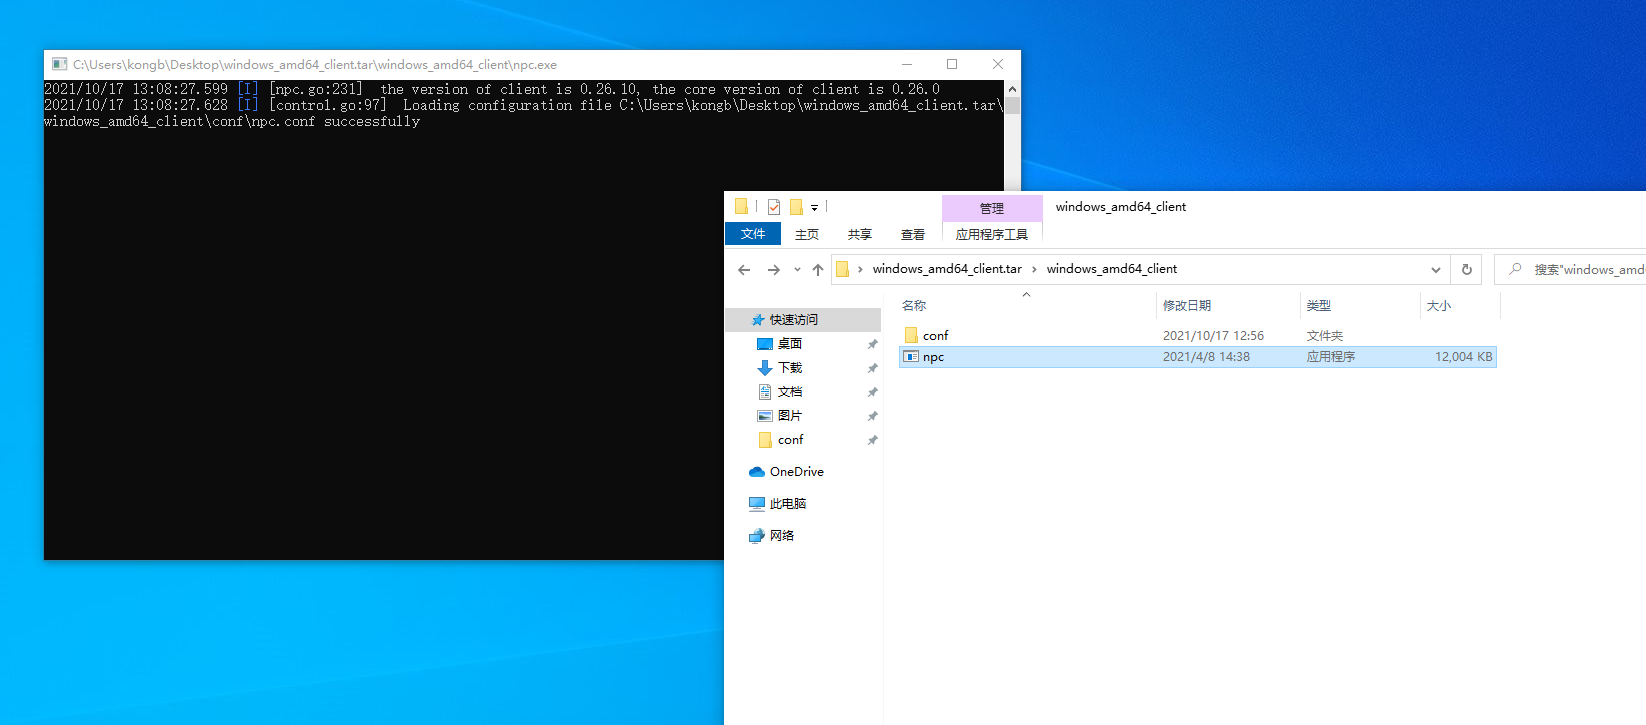 C:\Users\kongb\Desktop\windows_amd64_client.tar\windows_amd64_client\npc.exe
2021/10/17 13:08:27.599 [I] [npc.go:231]  the version of client is 0.26.10, the core version of client is 0.26.0
2021/10/17 13:08:27.628 [I] [control.go:97]  Loading configuration file C:\Users\kongb\Desktop\windows_amd64_client.tar\
windows_amd64_client\conf\npc.conf successfully
管理 windows_amd64_client
文件 主页 共享 查看 应用程序工具
windows_amd64_client.tar windows_amd64_client 搜索"windows_amd
名称 修改日期 类型 大小
快速访问
桌面
下载
文档
图片
conf
OneDrive
此电脑
网络
conf 2021/10/17 12:56 文件夹
npc 2021/4/8 14:38 应用程序 12,004 KB